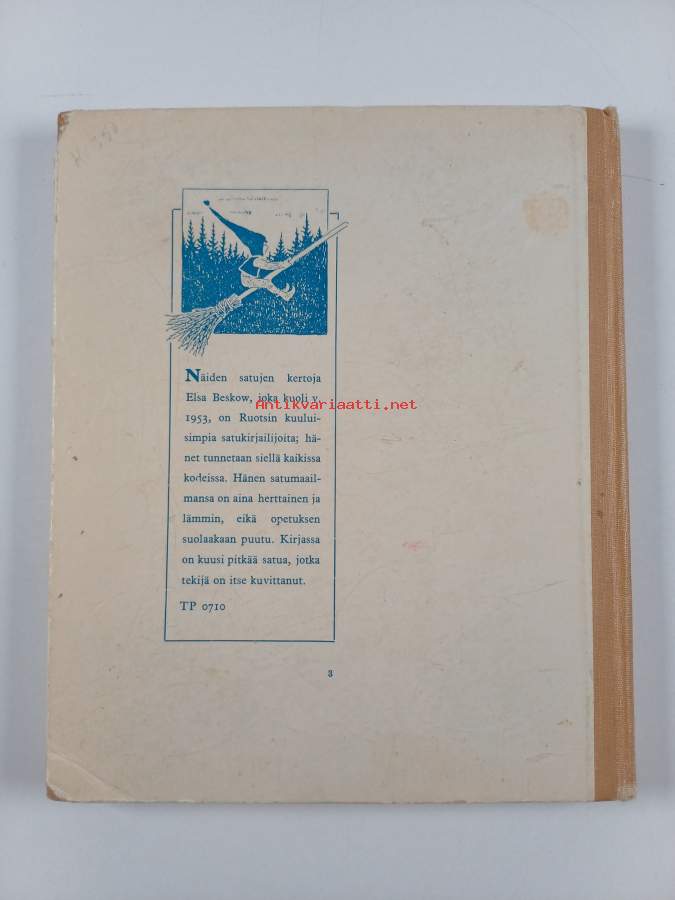 Näiden satujen kertoja
Elsa Beskow, joka kuoli v.
Antikvariaatti.net
1953, on Ruotsin kuului-
simpia satukirjailijoita; hä-
net tunnetaan siellä kaikissa
kodeissa. Hänen satumaail-
mansa on aina herttainen ja
lämmin, eikä opetuksen
suolaakaan puutu. Kirjassa
on kuusi pitkää satua, jotka
tekijä on itse kuvittanut.
TP 0710
3